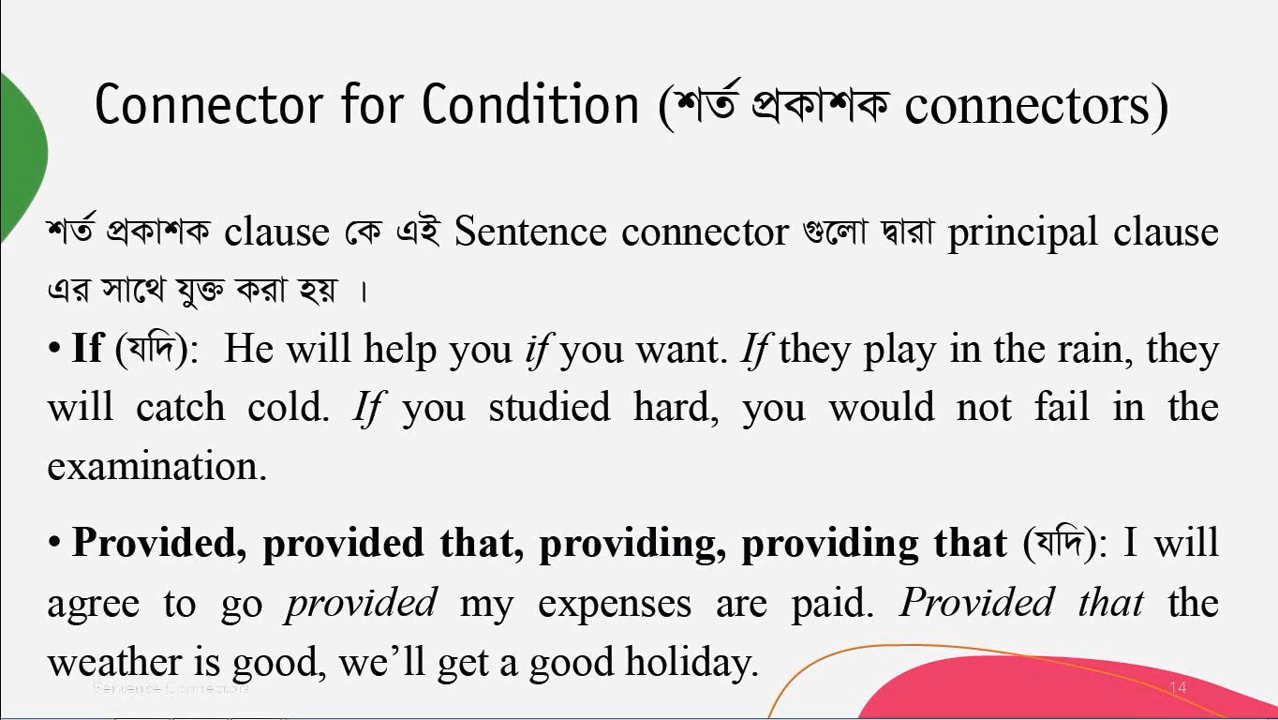 Connector for Condition (শর্ত প্রকাশক connectors)
শর্ত প্রকাশক clause কে এই Sentence connector গুলো দ্বারা principal clause
এর সাথে যুক্ত করা হয় ।
• If (যদি): He will help you if you want. If they play in the rain, they
will catch cold. If you studied hard, you would not fail in the
examination.
• Provided, provided that, providing, providing that (যদি): I will
agree to go provided my expenses are paid. Provided that the
weather is good, we’ll get a good holiday.
Sentence Connectors
14